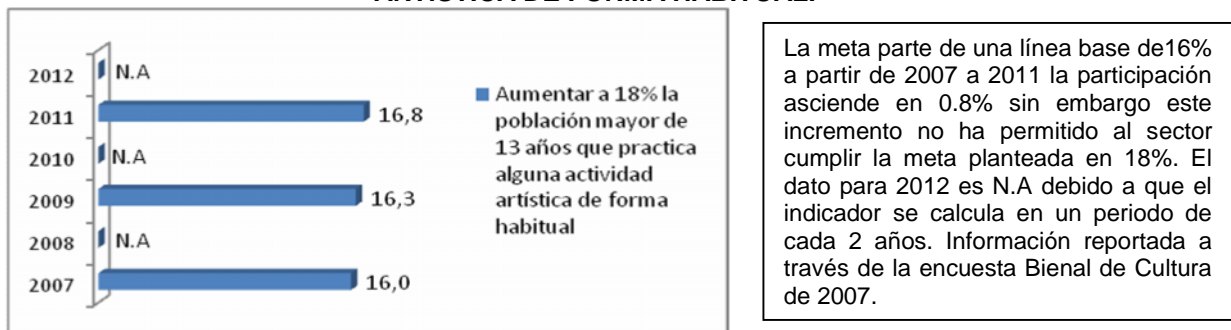 2012 N.A
2011 16,8
2010 N.A
2009 16,3
2008 N.A
2007 16,0
Aumentar a 18% la
población mayor de
13 años que practica
alguna actividad
artística de forma
habitual
La meta parte de una línea base de16%
a partir de 2007 a 2011 la participación
asciende en 0.8% sin embargo este
incremento no ha permitido al sector
cumplir la meta planteada en 18%. El
dato para 2012 es N.A debido a que el
indicador se calcula en un periodo de
cada 2 años. Información reportada a
través de la encuesta Bienal de Cultura
de 2007.